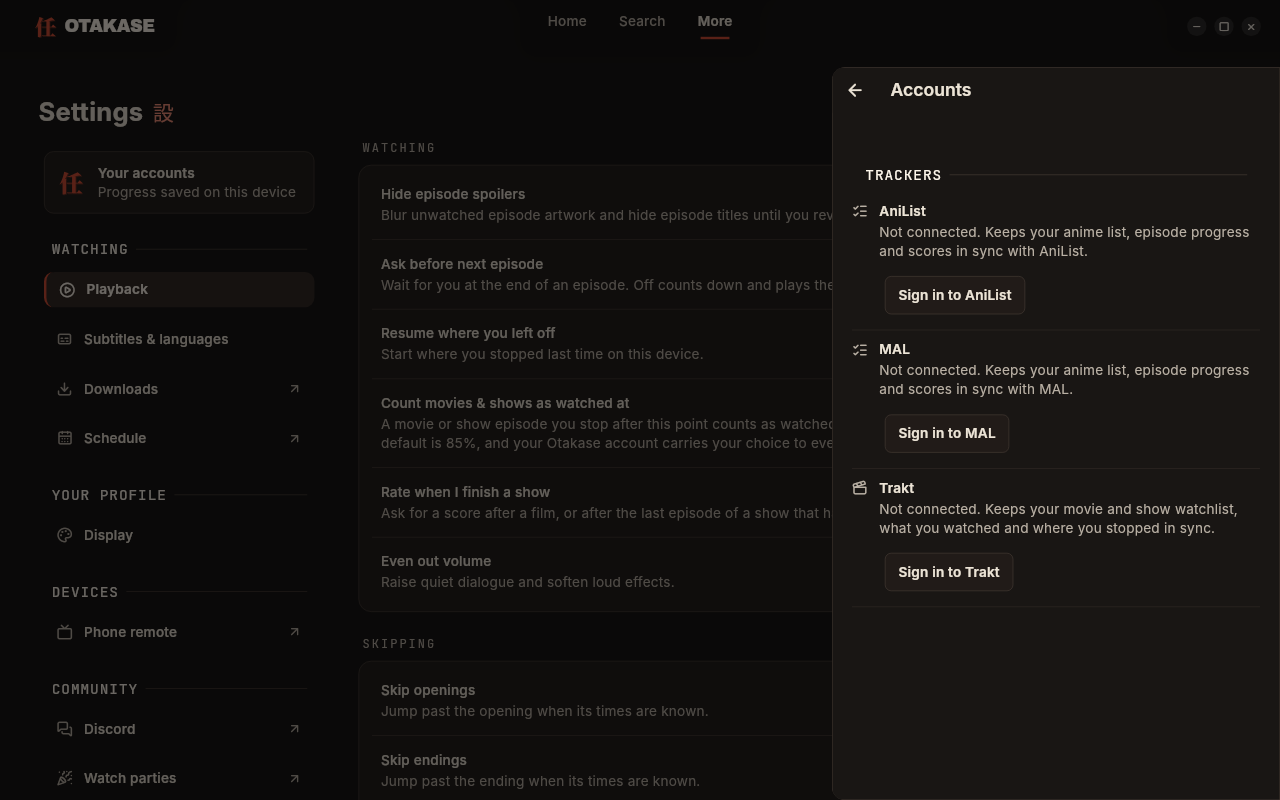 任 OTAKASE
Home
Search
More
Settings 設
Your accounts
Progress saved on this device
WATCHING
Playback
Subtitles & languages
Downloads
Schedule
YOUR PROFILE
Display
DEVICES
Phone remote
COMMUNITY
Discord
Watch parties
WATCHING
Hide episode spoilers
Blur unwatched episode artwork and hide episode titles until you rev
Ask before next episode
Wait for you at the end of an episode. Off counts down and plays the
Resume where you left off
Start where you stopped last time on this device.
Count movies & shows as watched at
A movie or show episode you stop after this point counts as watched
default is 85%, and your Otakase account carries your choice to eve
Rate when I finish a show
Ask for a score after a film, or after the last episode of a show that h
Even out volume
Raise quiet dialogue and soften loud effects.
SKIPPING
Skip openings
Jump past the opening when its times are known.
Skip endings
Jump past the ending when its times are known.
Accounts
TRACKERS
AniList
Not connected. Keeps your anime list, episode progress
and scores in sync with AniList.
Sign in to AniList
MAL
Not connected. Keeps your anime list, episode progress
and scores in sync with MAL.
Sign in to MAL
Trakt
Not connected. Keeps your movie and show watchlist,
what you watched and where you stopped in sync.
Sign in to Trakt